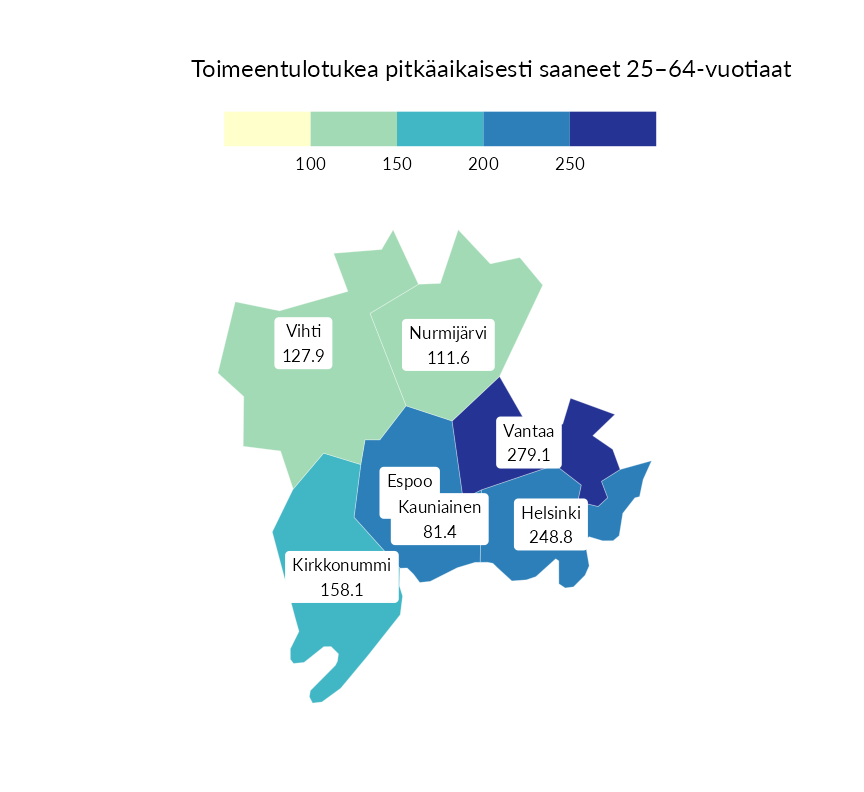 Toimeentulotukea pitkäaikaisesti saaneet 25–64-vuotiaat
100 150 200 250
Vihti
127.9
Nurmijärvi
111.6
Vantaa
279.1
Espoo
Kauniainen
81.4
Helsinki
248.8
Kirkkonummi
158.1